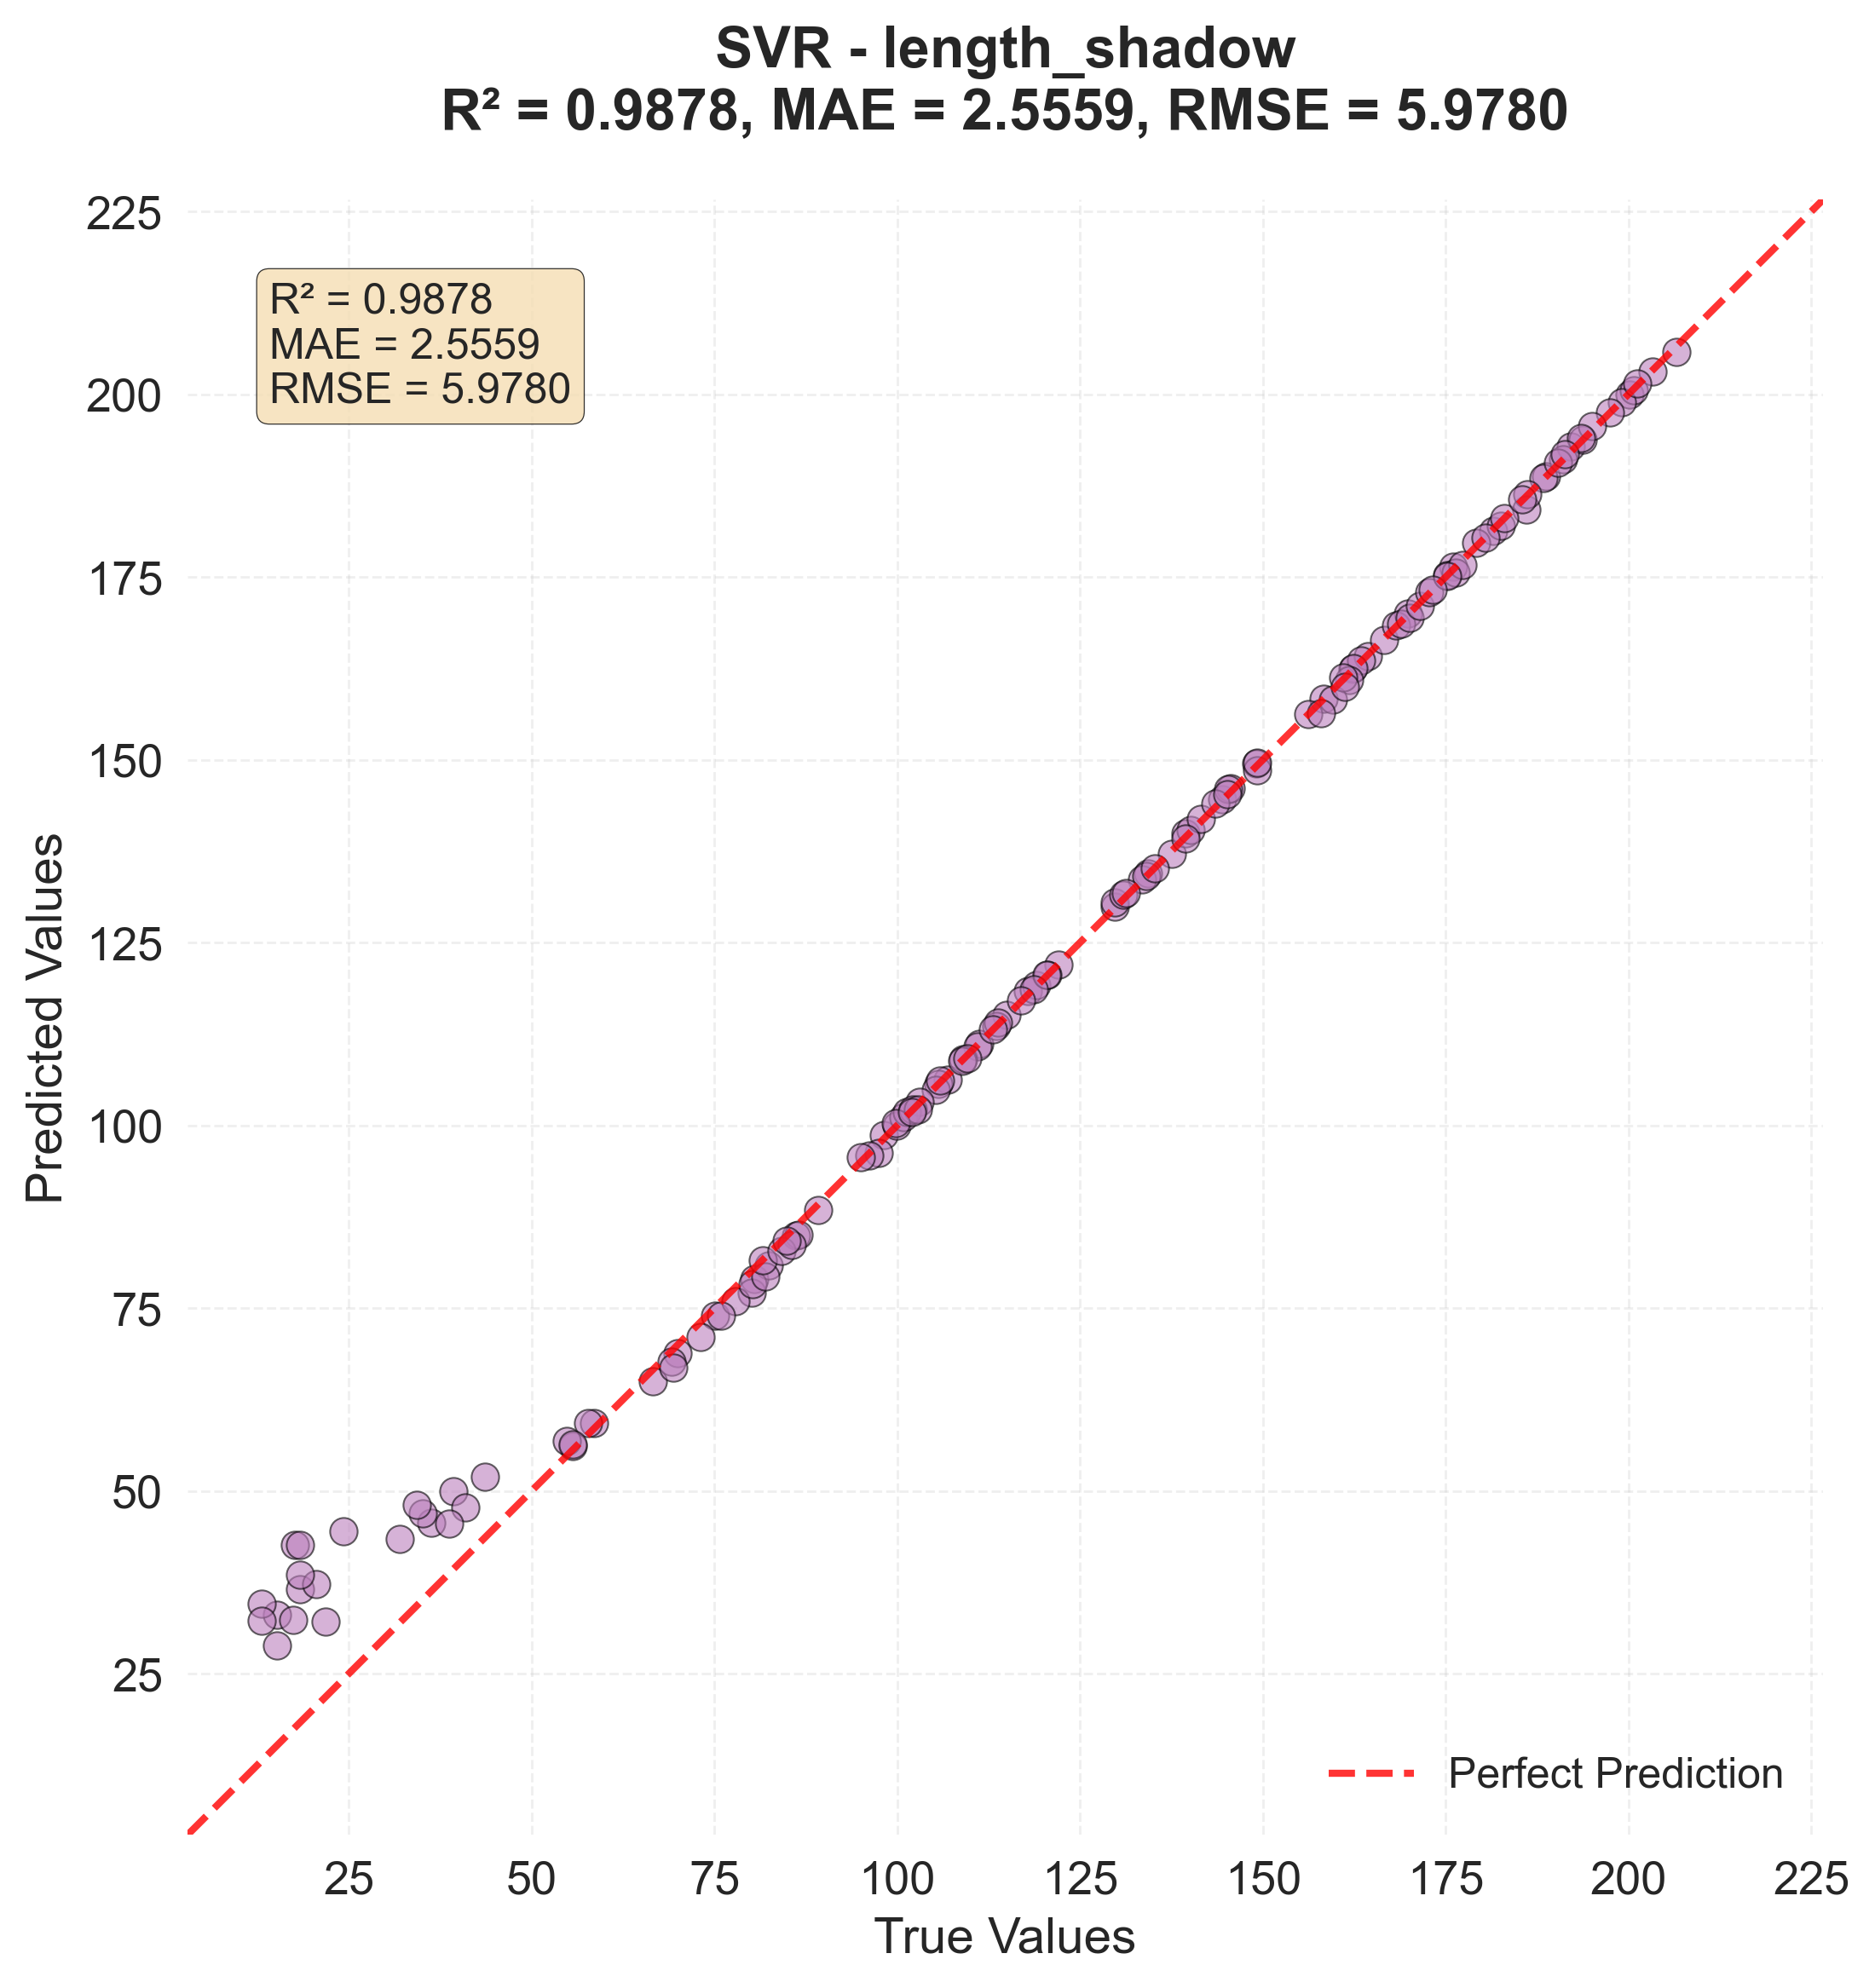 SVR - length_shadow
R² = 0.9878, MAE = 2.5559, RMSE = 5.9780
R² = 0.9878
MAE = 2.5559
RMSE = 5.9780
225
200
175
150
125
100
75
50
25
Predicted Values
Perfect Prediction
25 50 75 100 125 150 175 200 225
True Values